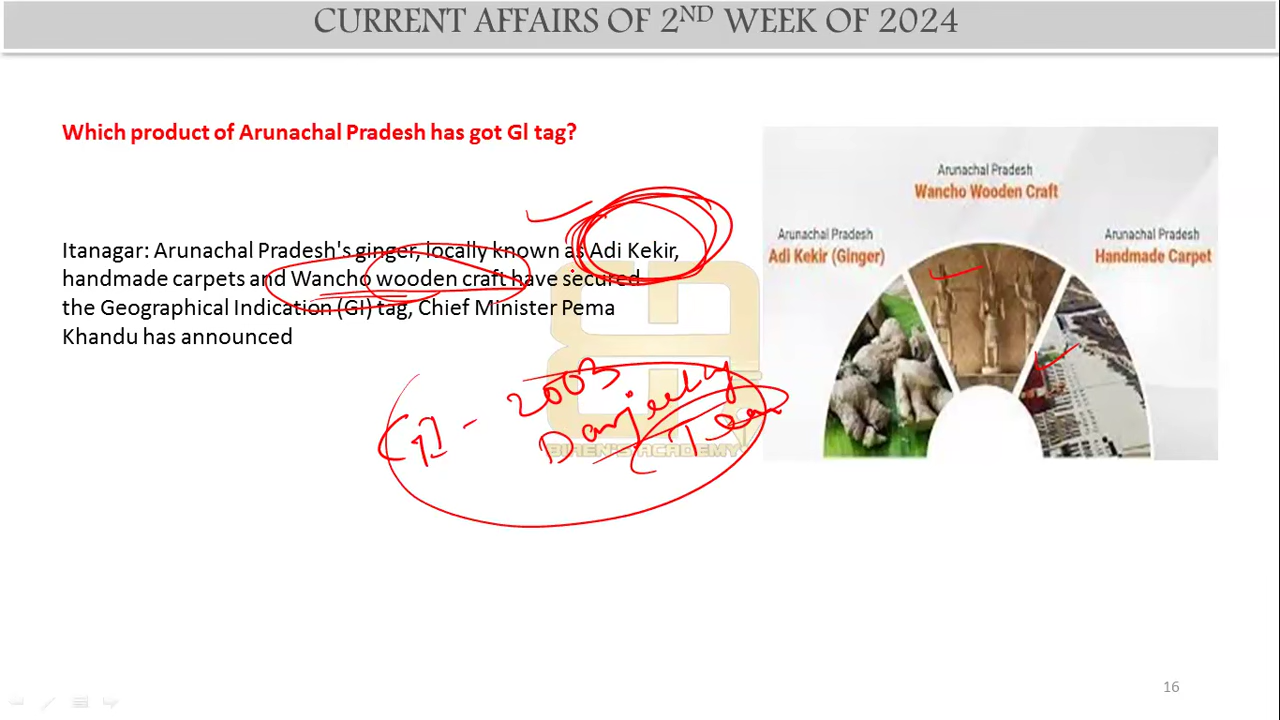 CURRENT AFFAIRS OF 2ND WEEK OF 2024
Which product of Arunachal Pradesh has got Gl tag?
Itanagar: Arunachal Pradesh's ginger, locally known as Adi Kekir,
handmade carpets and Wancho wooden craft have secured
the Geographical Indication (GI) tag, Chief Minister Pema
Khandu has announced
Arunachal Pradesh
Wancho Wooden Craft
Arunachal Pradesh
Adi Kekir (Ginger)
Arunachal Pradesh
Handmade Carpet
GI - 2003
Darjeeling
Tea
BIREN'S ACADEMY
16